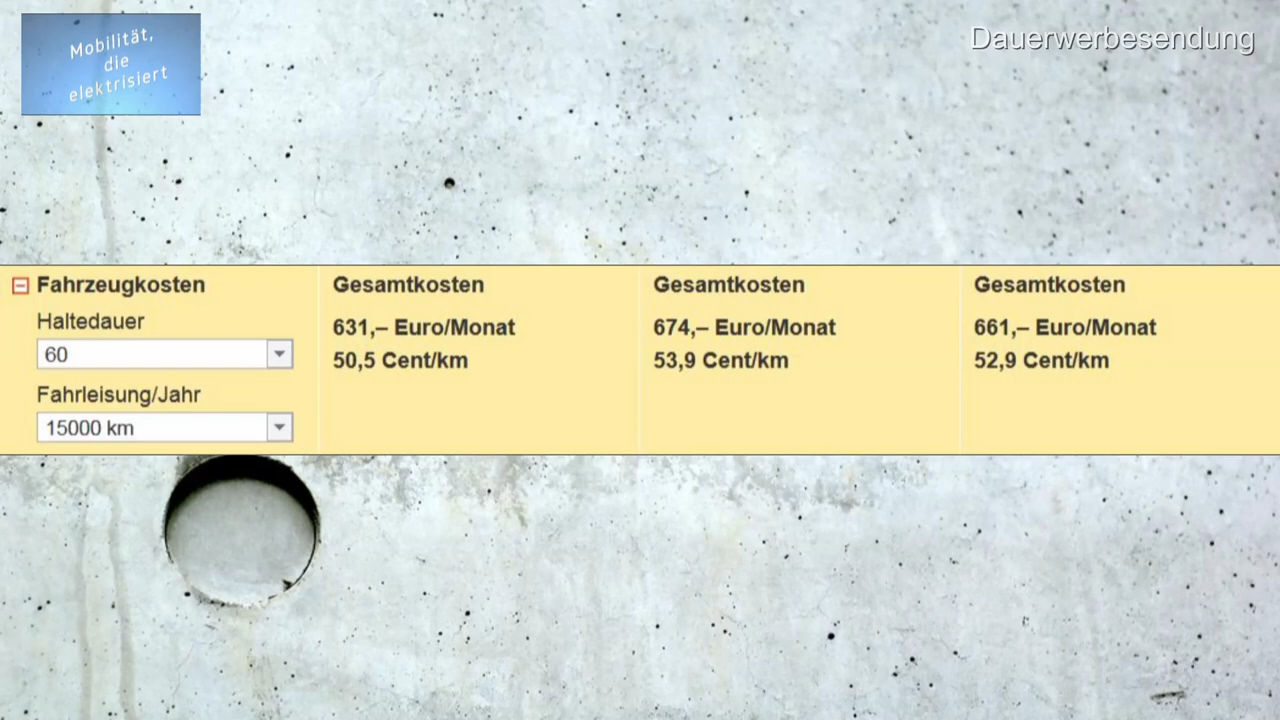 Mobilität,
die
elektrisiert
Dauerwerbesendung
Fahrzeugkosten
Haltedauer
60
Fahrleisung/Jahr
15000 km
Gesamtkosten
631,– Euro/Monat
50,5 Cent/km
Gesamtkosten
674,– Euro/Monat
53,9 Cent/km
Gesamtkosten
661,– Euro/Monat
52,9 Cent/km